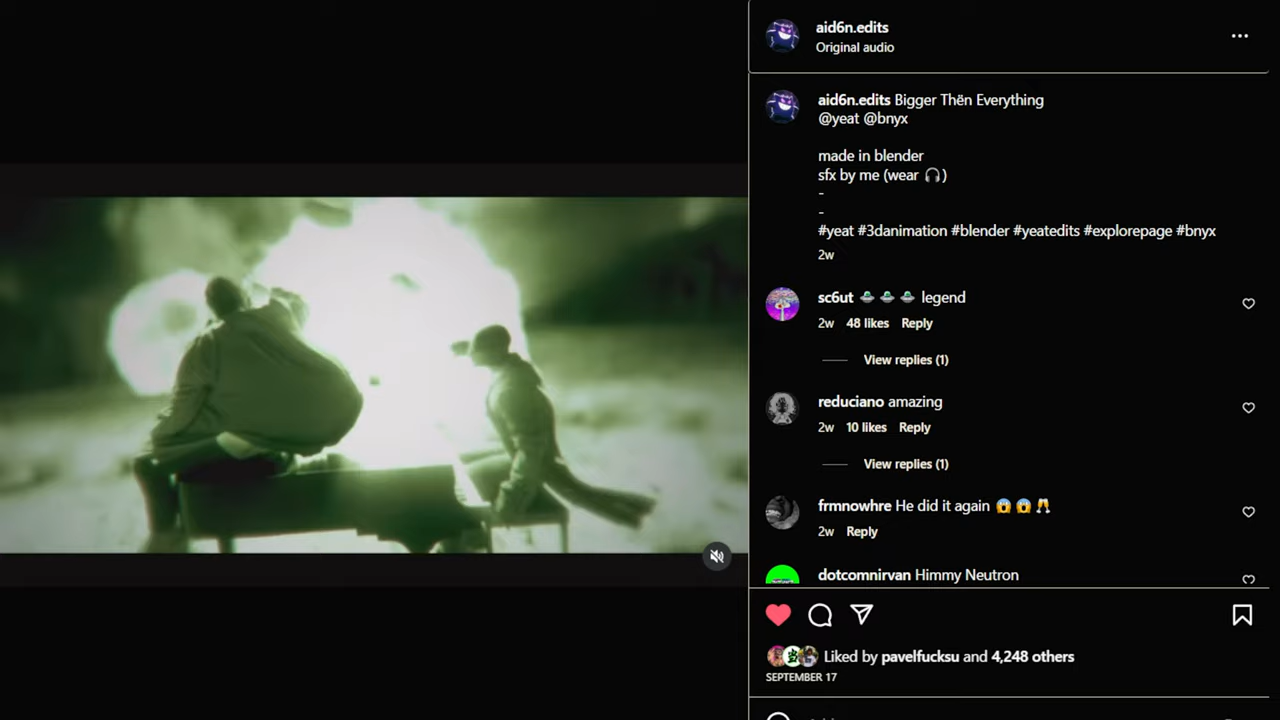 aid6n.edits
Original audio
aid6n.edits Bigger Thën Everything
@yeat @bnyx
made in blender
sfx by me (wear 🎧)
-
-
#yeat #3danimation #blender #yeatedits #explorepage #bnyx
2w
sc6ut 🛸 🛸 🛸 legend
2w 48 likes Reply
View replies (1)
reduciano amazing
2w 10 likes Reply
View replies (1)
frmnowhre He did it again 😱 😱 🥂
2w Reply
dotcomnirvan Himmy Neutron
Liked by pavelfucksu and 4,248 others
SEPTEMBER 17